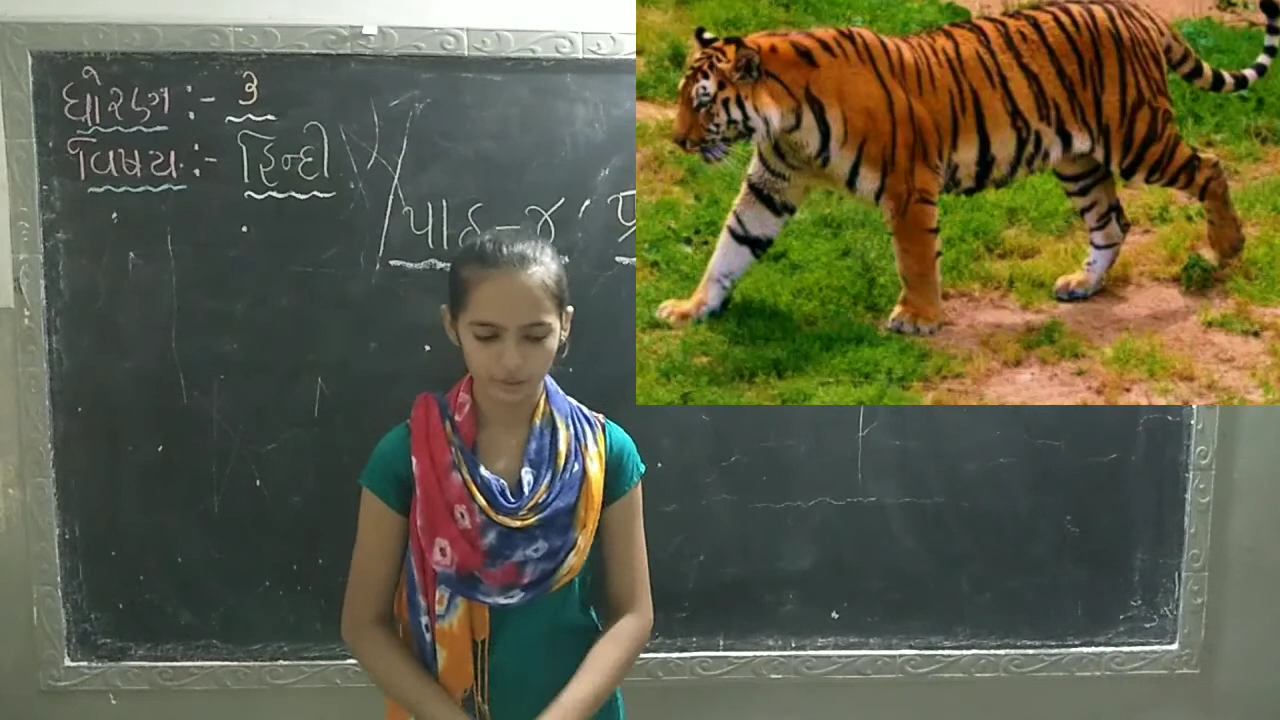 ધોરણ :- ૩
વિષય :- હિન્દી
પાઠ-૪